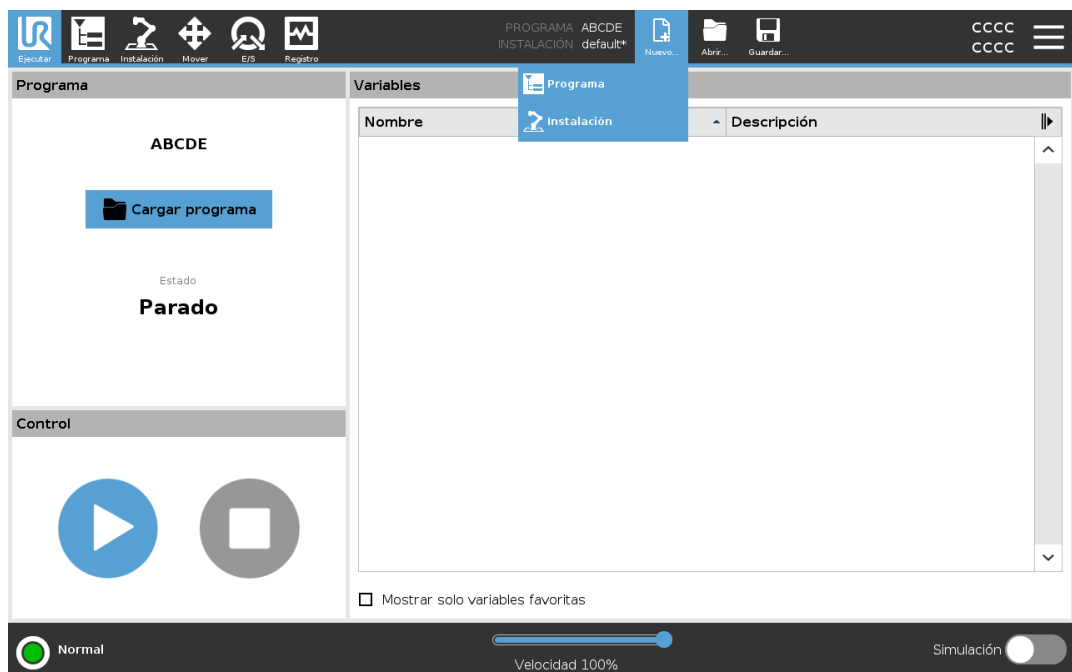 PROGRAMA ABCDE
INSTALACIÓN default*
CCCC
CCCC
Ejecutar Programa Instalación Mover E/S Registro Nuevo... Abrir... Guardar...
Programa
Variables
Programa
Instalación
Nombre
Descripción
ABCDE
Cargar programa
Estado
Parado
Control
Mostrar solo variables favoritas
Normal
Velocidad 100%
Simulación